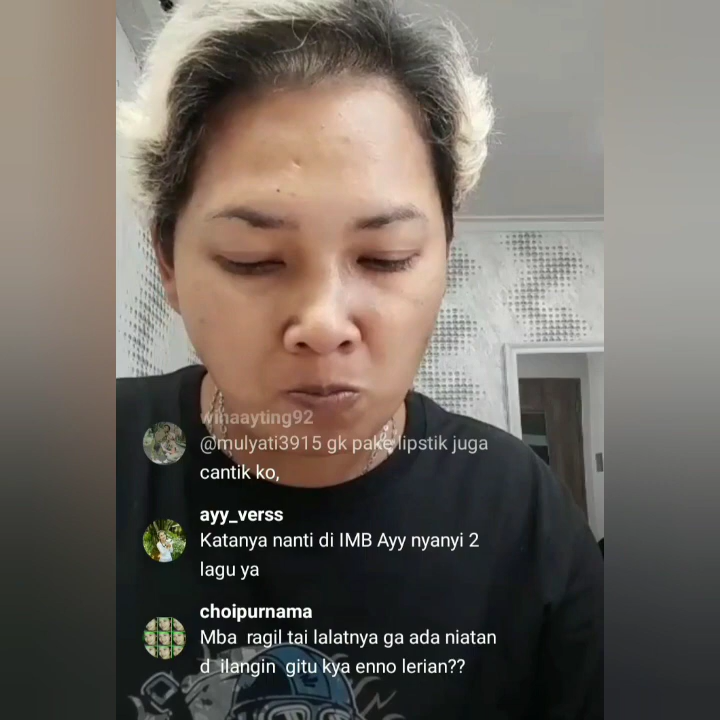 winaayting92
@mulyati3915 gk pake lipstik juga
cantik ko,
ayy_verss
Katanya nanti di IMB Ayy nyanyi 2
lagu ya
choipurnama
Mba ragil tai lalatnya ga ada niatan
d ilangin gitu kya enno lerian??